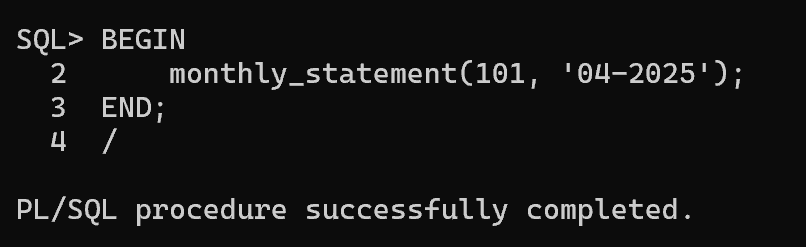 SQL> BEGIN
  2      monthly_statement(101, '04-2025');
  3  END;
  4  /
PL/SQL procedure successfully completed.